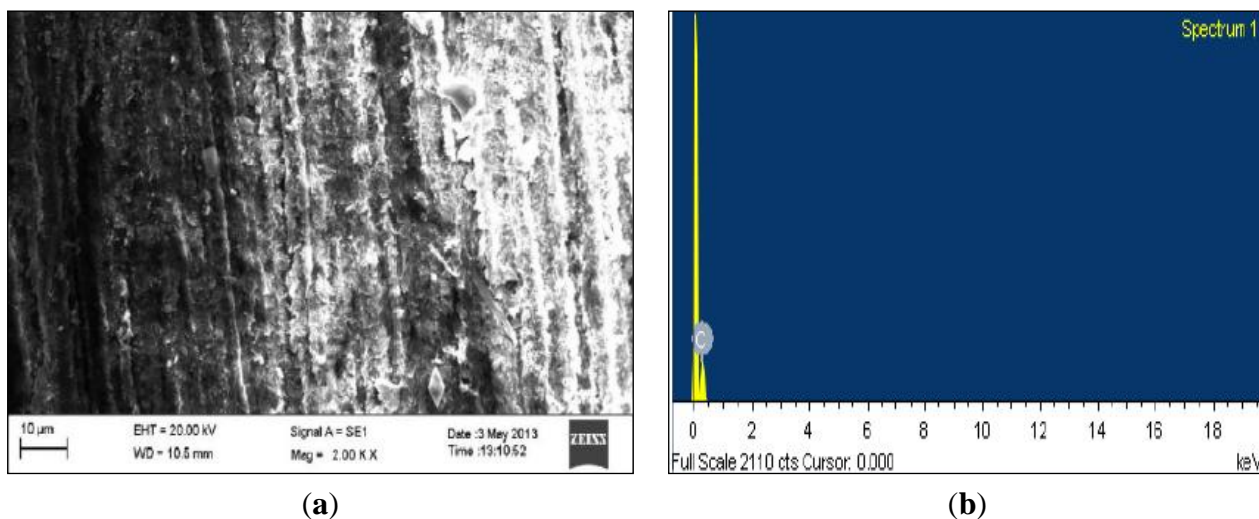 10 µm
EHT = 20.00 kV
WD = 10.5 mm
Signal A = SE1
Mag = 2.00 K X
Date :3 May 2013
Time :13:10:52
ZEISS
Spectrum 1
C
0 2 4 6 8 10 12 14 16 18
Full Scale 2110 cts Cursor: 0.000
keV
(a)
(b)